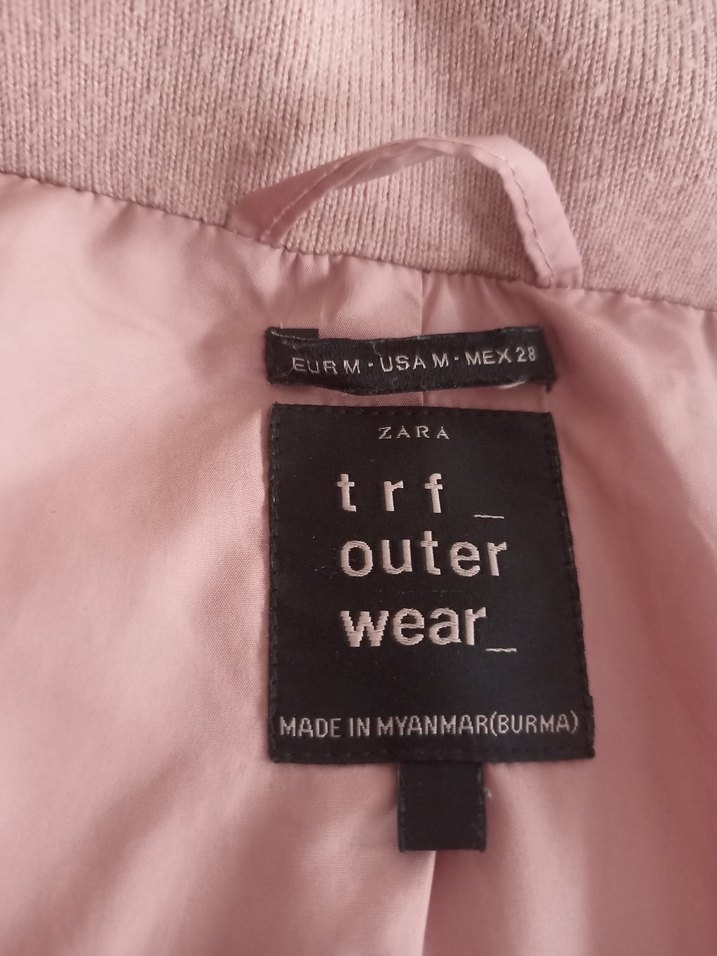 EUR M · USA M · MEX 28
ZARA
trf_
outer
wear_
MADE IN MYANMAR(BURMA)